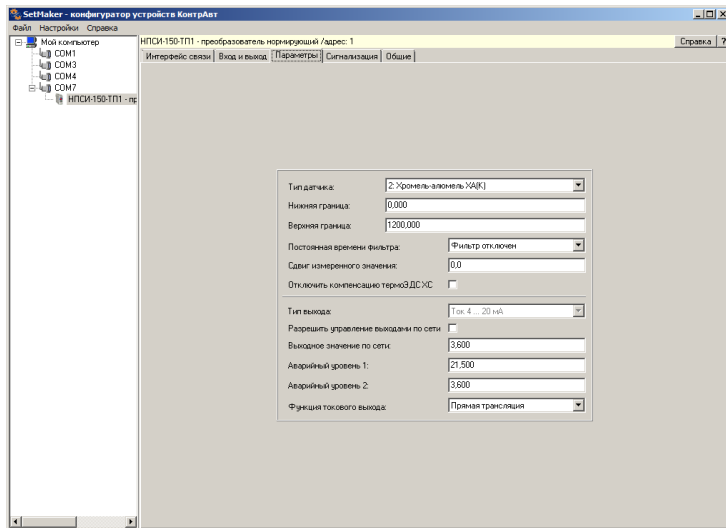 SetMaker - конфигуратор устройств КонтрАвт
Файл Настройки Справка
Мой компьютер
COM1
COM3
COM4
COM7
НПСИ-150-ТП1 - пр
НПСИ-150-ТП1 - преобразователь нормирующий /адрес: 1
Справка ?
Интерфейс связи Вход и выход Параметры Сигнализация Общие
Тип датчика: 2: Хромель-алюмель ХА(К)
Нижняя граница: 0,000
Верхняя граница: 1200,000
Постоянная времени фильтра: Фильтр отключен
Сдвиг измеренного значения: 0,0
Отключить компенсацию термоЭДС ХС
Тип выхода: Ток 4 ... 20 мА
Разрешить управление выходами по сети
Выходное значение по сети: 3,600
Аварийный уровень 1: 21,500
Аварийный уровень 2: 3,600
Функция токового выхода: Прямая трансляция